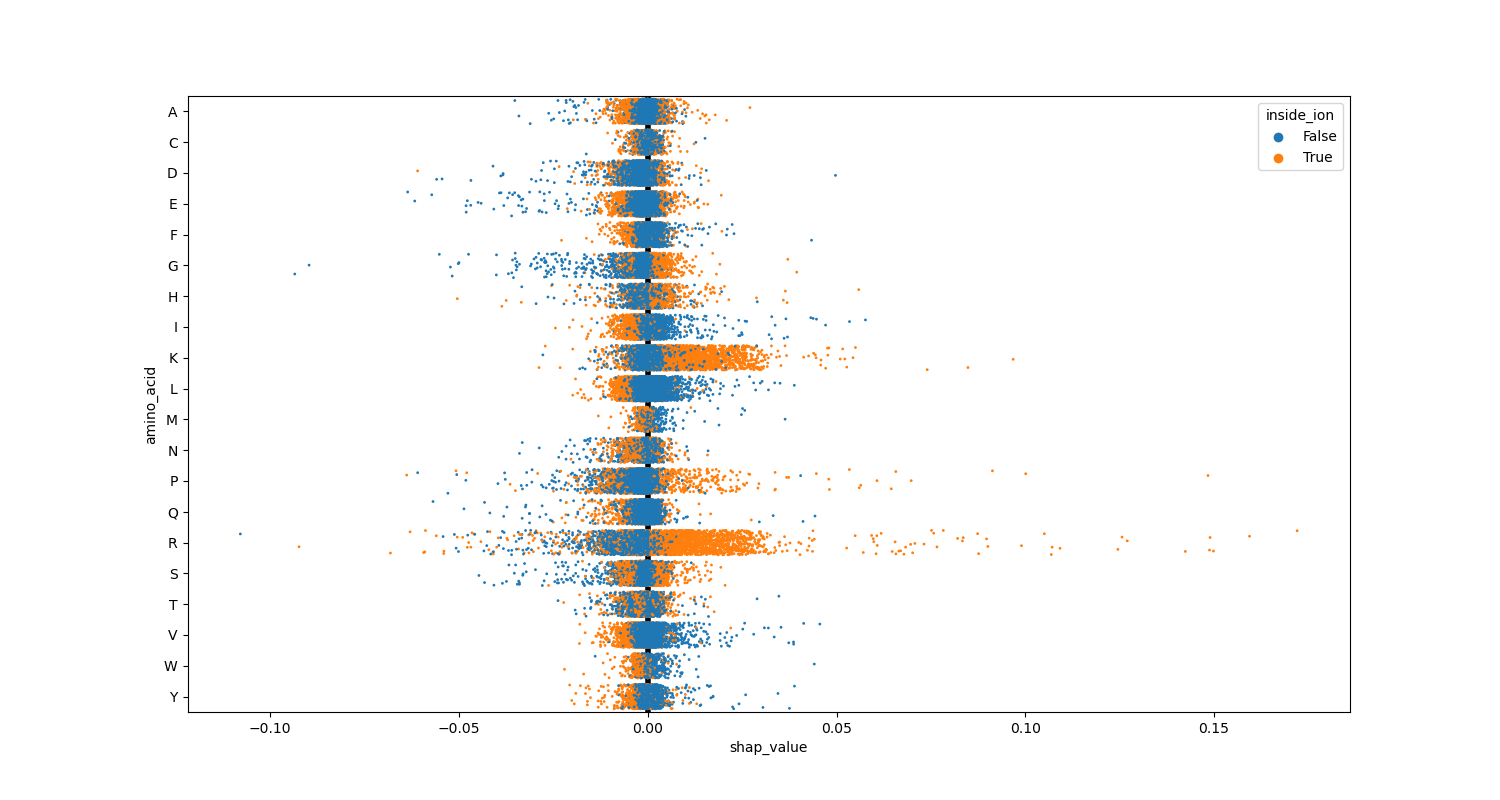 inside_ion
False
True
A
C
D
E
F
G
H
I
K
L
M
N
P
Q
R
S
T
V
W
Y
amino_acid
−0.10 −0.05 0.00 0.05 0.10 0.15
shap_value